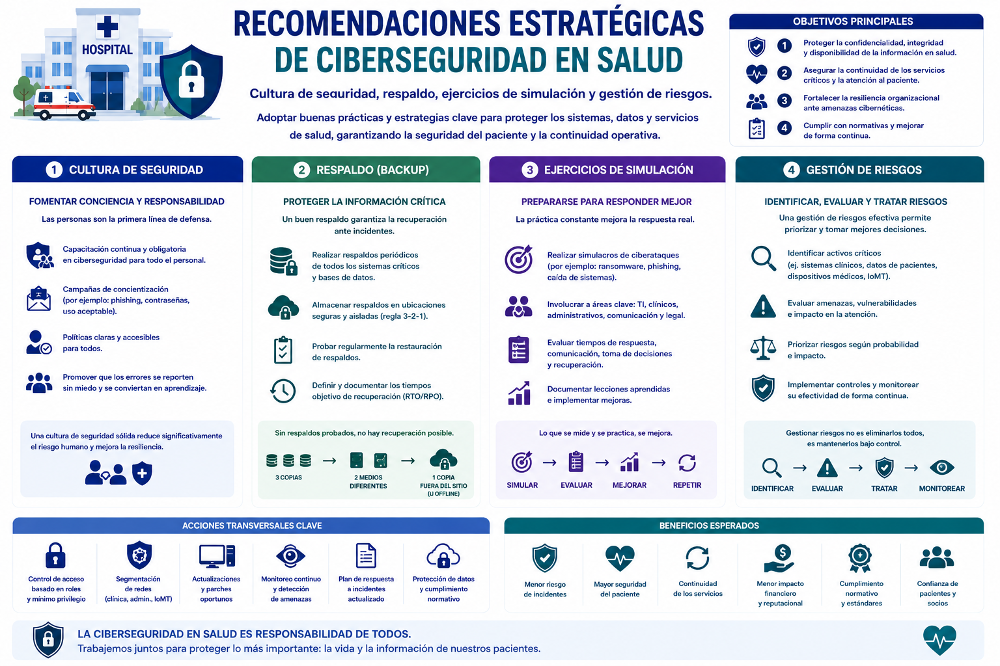 HOSPITAL
RECOMENDACIONES ESTRATÉGICAS
DE CIBERSEGURIDAD EN SALUD
Cultura de seguridad, respaldo, ejercicios de simulación y gestión de riesgos.
Adoptar buenas prácticas y estrategias clave para proteger los sistemas, datos y servicios
de salud, garantizando la seguridad del paciente y la continuidad operativa.
OBJETIVOS PRINCIPALES
1 Proteger la confidencialidad, integridad
y disponibilidad de la información en salud.
2 Asegurar la continuidad de los servicios
críticos y la atención al paciente.
3 Fortalecer la resiliencia organizacional
ante amenazas cibernéticas.
4 Cumplir con normativas y mejorar
de forma continua.
1 CULTURA DE SEGURIDAD
FOMENTAR CONCIENCIA Y RESPONSABILIDAD
Las personas son la primera línea de defensa.
Capacitación continua y obligatoria
en ciberseguridad para todo el personal.
Campañas de concientización
(por ejemplo: phishing, contraseñas,
uso aceptable).
Políticas claras y accesibles
para todos.
Promover que los errores se reporten
sin miedo y se conviertan en aprendizaje.
Una cultura de seguridad sólida reduce significativamente
el riesgo humano y mejora la resiliencia.
2 RESPALDO (BACKUP)
PROTEGER LA INFORMACIÓN CRÍTICA
Un buen respaldo garantiza la recuperación
ante incidentes.
Realizar respaldos periódicos
de todos los sistemas críticos
y bases de datos.
Almacenar respaldos en ubicaciones
seguras y aisladas (regla 3-2-1).
Probar regularmente la restauración
de respaldos.
Definir y documentar los tiempos
objetivo de recuperación (RTO/RPO).
Sin respaldos probados, no hay recuperación posible.
3 COPIAS
2 MEDIOS
DIFERENTES
1 COPIA
FUERA DEL SITIO
(U OFFLINE)
3 EJERCICIOS DE SIMULACIÓN
PREPARARSE PARA RESPONDER MEJOR
La práctica constante mejora la respuesta real.
Realizar simulacros de ciberataques
(por ejemplo: ransomware, phishing,
caída de sistemas).
Involucrar a áreas clave: TI, clínicos,
administrativos, comunicación y legal.
Evaluar tiempos de respuesta,
comunicación, toma de decisiones
y recuperación.
Documentar lecciones aprendidas
e implementar mejoras.
Lo que se mide y se practica, se mejora.
SIMULAR
EVALUAR
MEJORAR
REPETIR
4 GESTIÓN DE RIESGOS
IDENTIFICAR, EVALUAR Y TRATAR RIESGOS
Una gestión de riesgos efectiva permite
priorizar y tomar mejores decisiones.
Identificar activos críticos
(ej. sistemas clínicos, datos de pacientes,
dispositivos médicos, IoMT).
Evaluar amenazas, vulnerabilidades
e impacto en la atención.
Priorizar riesgos según probabilidad
e impacto.
Implementar controles y monitorear
su efectividad de forma continua.
Gestionar riesgos no es eliminarlos todos,
es mantenerlos bajo control.
IDENTIFICAR
EVALUAR
TRATAR
MONITOREAR
ACCIONES TRANSVERSALES CLAVE
Control de acceso
basado en roles
y mínimo privilegio
Segmentación
de redes
(clínica, admin., IoMT)
Actualizaciones
y parches
oportunos
Monitoreo continuo
y detección
de amenazas
Plan de respuesta
a incidentes
actualizado
Protección de datos
y cumplimiento
normativo
BENEFICIOS ESPERADOS
Menor riesgo
de incidentes
Mayor seguridad
del paciente
Continuidad
de los servicios
$
Menor impacto
financiero
y reputacional
Cumplimiento
normativo
y estándares
Confianza de
pacientes y
socios
LA CIBERSEGURIDAD EN SALUD ES RESPONSABILIDAD DE TODOS.
Trabajemos juntos para proteger lo más importante: la vida y la información de nuestros pacientes.